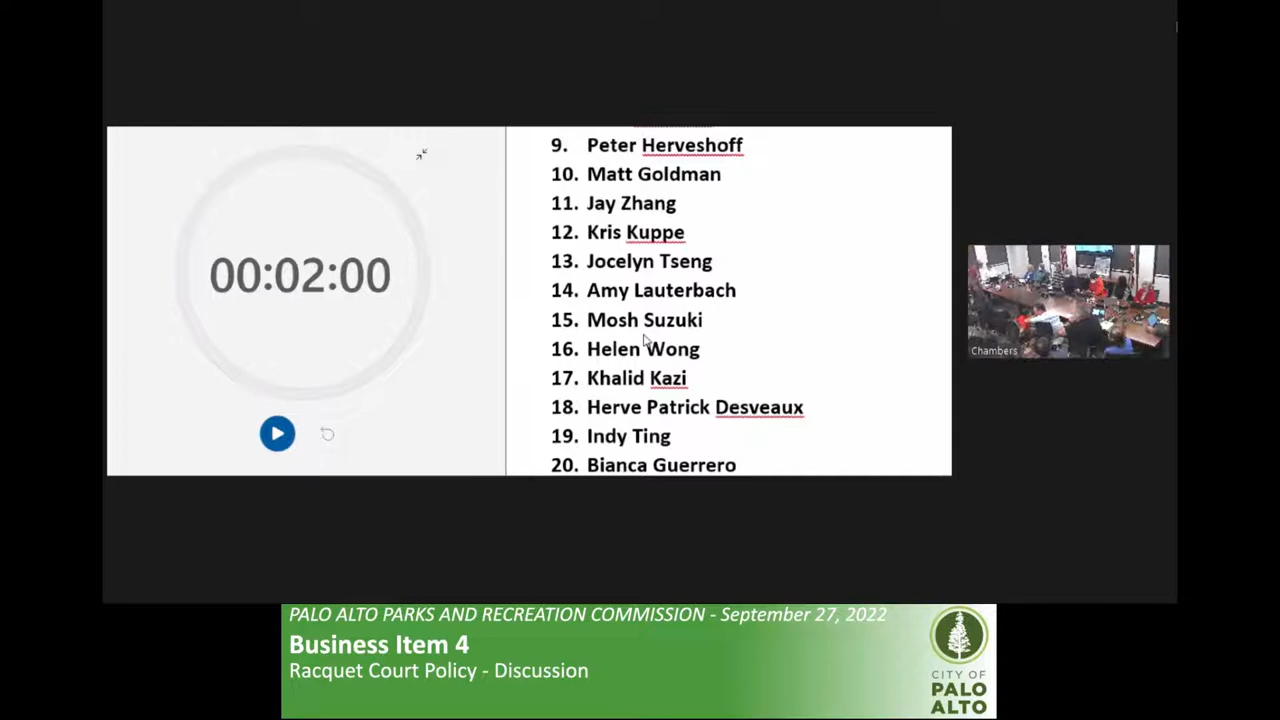 00:02:00
9. Peter Herveshoff
10. Matt Goldman
11. Jay Zhang
12. Kris Kuppe
13. Jocelyn Tseng
14. Amy Lauterbach
15. Mosh Suzuki
16. Helen Wong
17. Khalid Kazi
18. Herve Patrick Desveaux
19. Indy Ting
20. Bianca Guerrero
Chambers
PALO ALTO PARKS AND RECREATION COMMISSION - September 27, 2022
Business Item 4
Racquet Court Policy - Discussion
CITY OF
PALO
ALTO